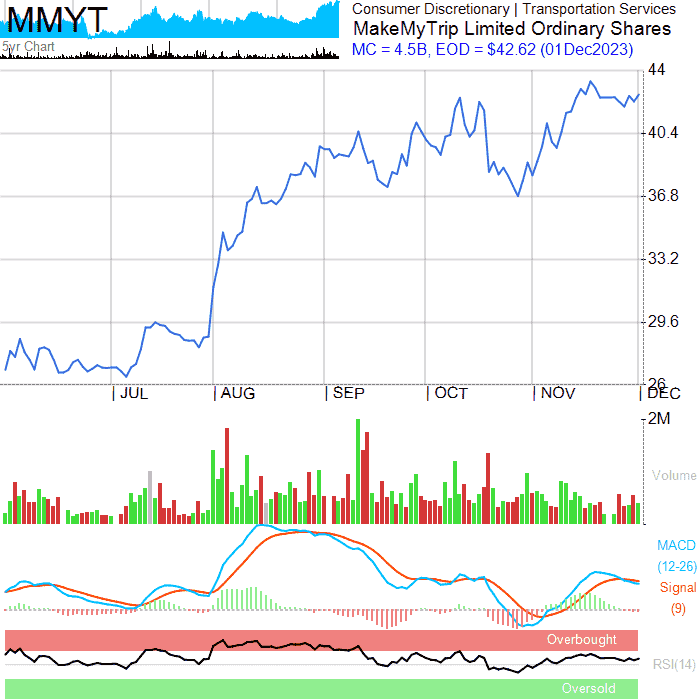 MMYT
5yr Chart
Consumer Discretionary | Transportation Services
MakeMyTrip Limited Ordinary Shares
MC = 4.5B, EOD = $42.62 (01Dec2023)
44
40.4
36.8
33.2
29.6
26
JUL
AUG
SEP
OCT
NOV
DEC
2M
Volume
MACD
(12-26)
Signal
(9)
Overbought
RSI(14)
Oversold